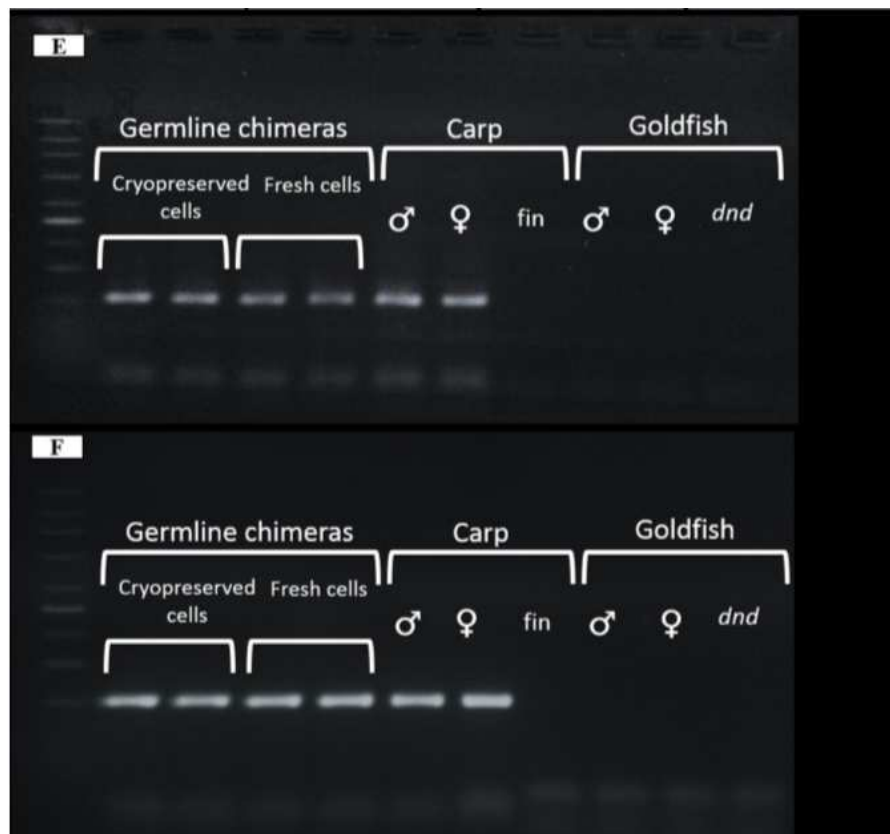 E
Germline chimeras Carp Goldfish
Cryopreserved cells Fresh cells ♂ ♀ fin ♂ ♀ dnd
F
Germline chimeras Carp Goldfish
Cryopreserved cells Fresh cells ♂ ♀ fin ♂ ♀ dnd